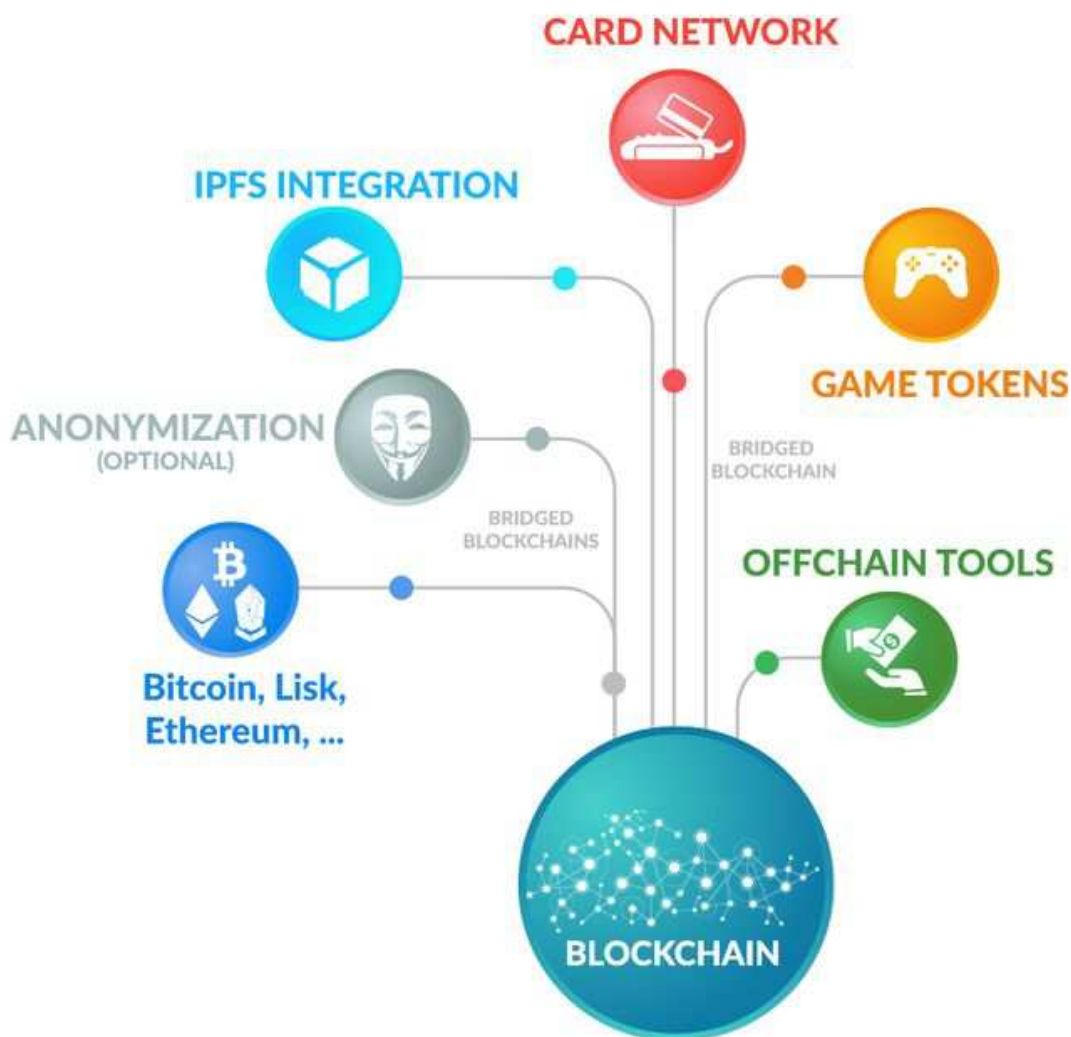 CARD NETWORK
IPFS INTEGRATION
GAME TOKENS
ANONYMIZATION
(OPTIONAL)
BRIDGED
BLOCKCHAIN
BRIDGED
BLOCKCHAINS
OFFCHAIN TOOLS
Bitcoin, Lisk,
Ethereum, ...
BLOCKCHAIN